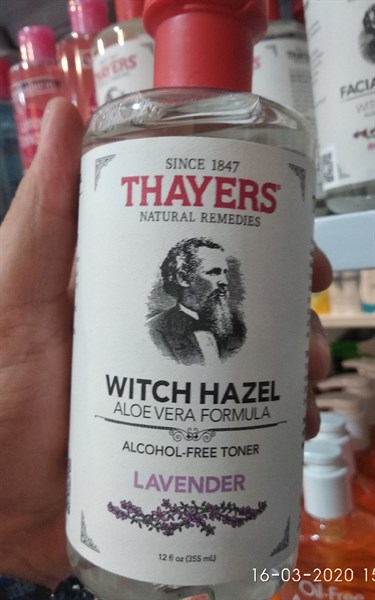 SINCE 1847
THAYERS
NATURAL REMEDIES
WITCH HAZEL
ALOE VERA FORMULA
ALCOHOL-FREE TONER
LAVENDER
12 fl oz (355 mL)
THAYERS
FACIAL
16-03-2020 15
Oil-Free